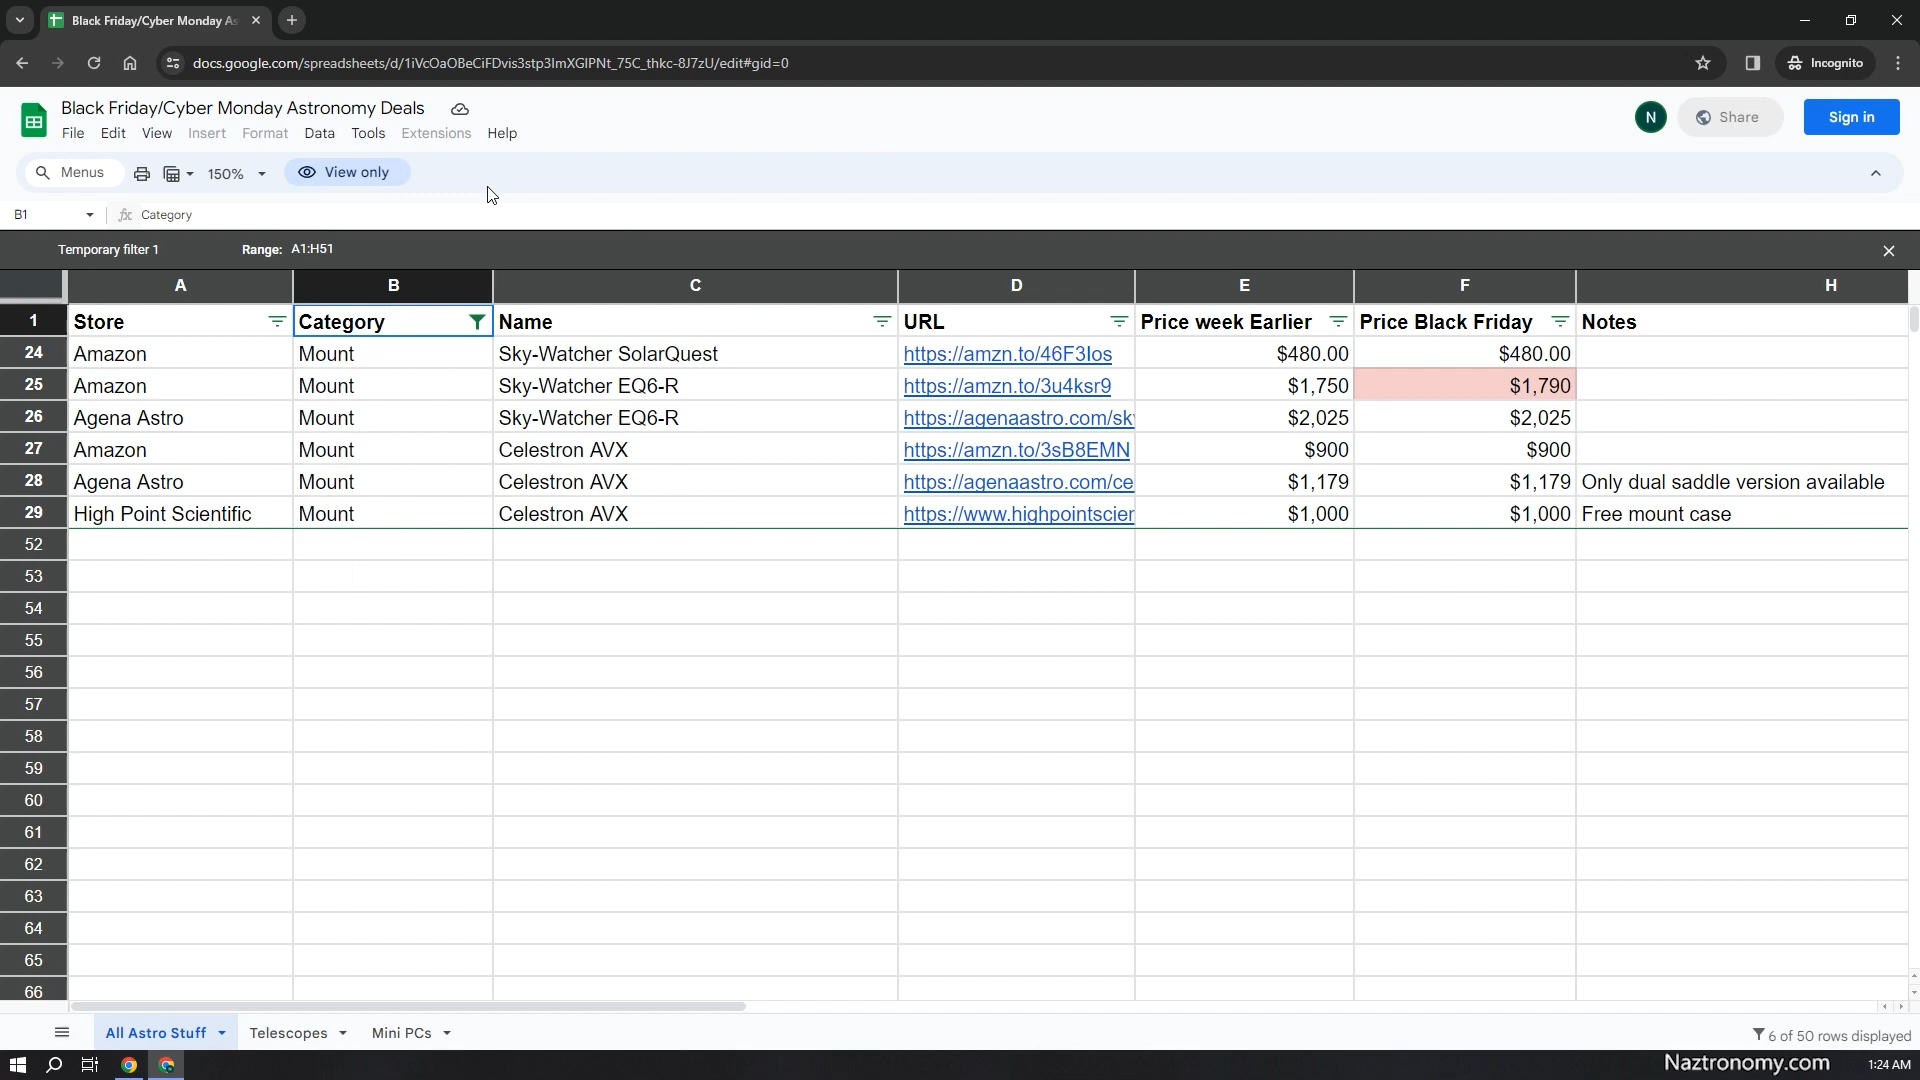 Black Friday/Cyber Monday As
docs.google.com/spreadsheets/d/1iVcOaOBeCiFDvis3stp3ImXGIPNt_75C_thkc-8J7zU/edit#gid=0
Incognito
Black Friday/Cyber Monday Astronomy Deals
N
Share
Sign in
File Edit View Insert Format Data Tools Extensions Help
Menus 150% View only
B1 fx Category
Temporary filter 1 Range: A1:H51
A B C D E F H
1 Store Category Name URL Price week Earlier Price Black Friday Notes
24 Amazon Mount Sky-Watcher SolarQuest https://amzn.to/46F3Ios $480.00 $480.00
25 Amazon Mount Sky-Watcher EQ6-R https://amzn.to/3u4ksr9 $1,750 $1,790
26 Agena Astro Mount Sky-Watcher EQ6-R https://agenaastro.com/sky $2,025 $2,025
27 Amazon Mount Celestron AVX https://amzn.to/3sB8EMN $900 $900
28 Agena Astro Mount Celestron AVX https://agenaastro.com/ce $1,179 $1,179 Only dual saddle version available
29 High Point Scientific Mount Celestron AVX https://www.highpointscier $1,000 $1,000 Free mount case
52
53
54
55
56
57
58
59
60
61
62
63
64
65
66
All Astro Stuff Telescopes Mini PCs 6 of 50 rows displayed
Naztronomy.com 1:24 AM